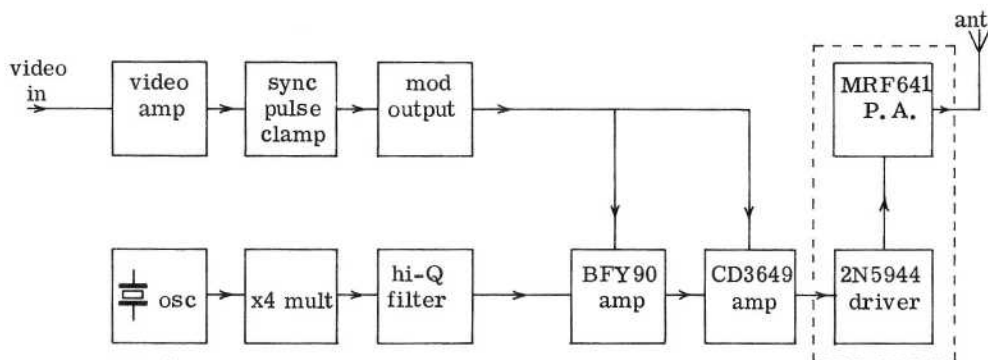 ant
video
in
video
amp
sync
pulse
clamp
mod
output
MRF641
P.A.
osc
x4 mult
hi-Q
filter
BFY90
amp
CD3649
amp
2N5944
driver